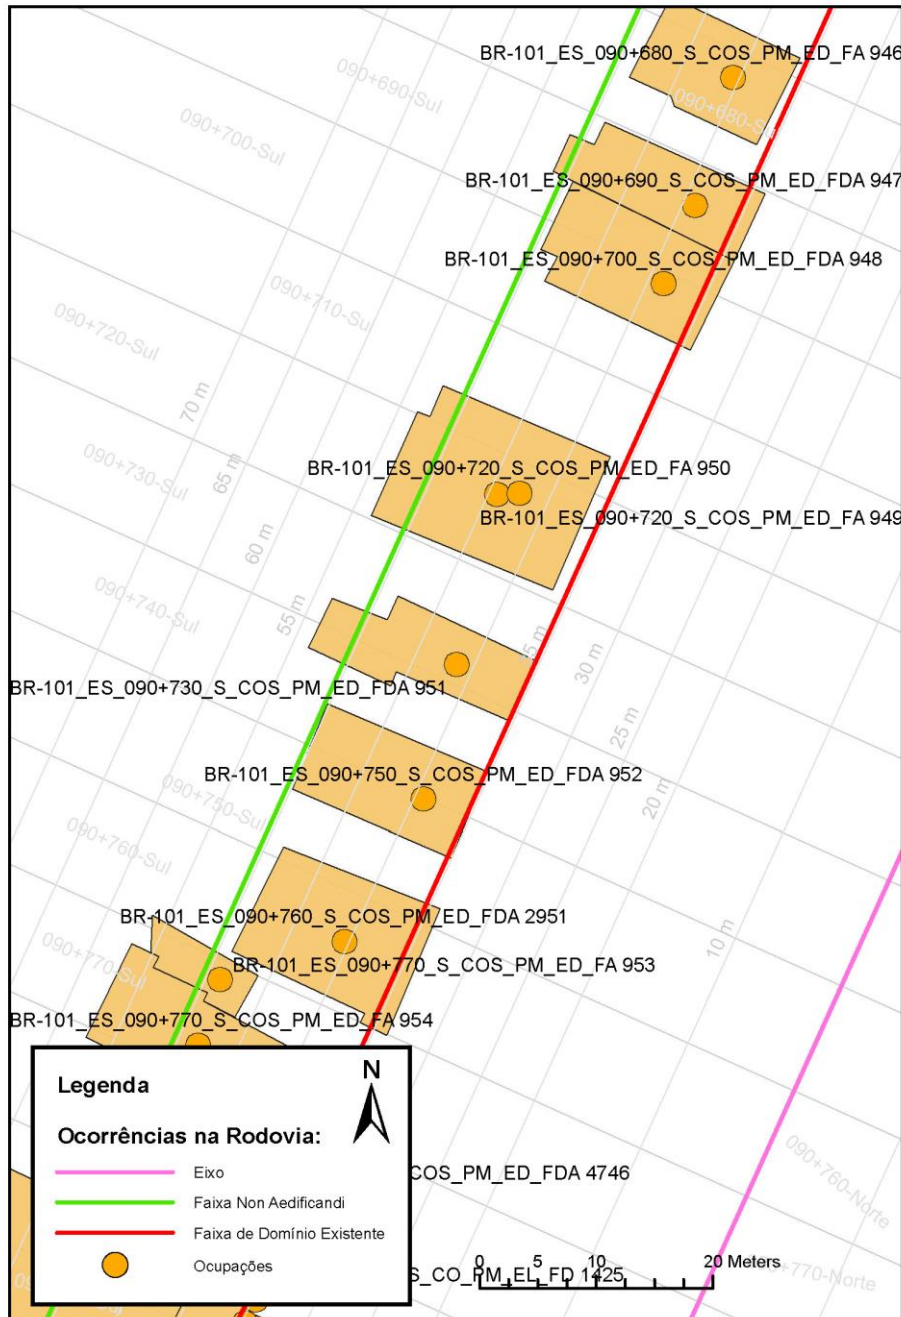 BR-101_ES_090+680_S_COS_PM_ED_FA 946
090+690-Sul
090+680-Sul
090+700-Sul
BR-101_ES_090+690_S_COS_PM_ED_FDA 947
BR-101_ES_090+700_S_COS_PM_ED_FDA 948
090+710-Su
090+720-Sul
70 m
BR-101_ES_090+720_S_COS_PM_ED_FA 950
090+730-Sul
65 m
BR-101_ES_090+720_S_COS_PM_ED_FA 949
60 m
090+740-Sul
55 m
30 m
BR-101_ES_090+730_S_COS_PM_ED_FDA 951
25 m
BR-101_ES_090+750_S_COS_PM_ED_FDA 952
090+750-Sul
20 m
090+760-Sul
BR-101_ES_090+760_S_COS_PM_ED_FDA 2951
10 m
090+770-Sul
BR-101_ES_090+770_S_COS_PM_ED_FA 953
BR-101_ES_090+770_S_COS_PM_ED_FA 954
N
Legenda
Ocorrências na Rodovia:
Eixo
COS_PM_ED_FDA 4746
090+760-Norte
Faixa Non Aedificandi
Faixa de Domínio Existente
Ocupações
0 5 10 20 Meters
S_CO_PM_EL_FD 1425
+770-Norte